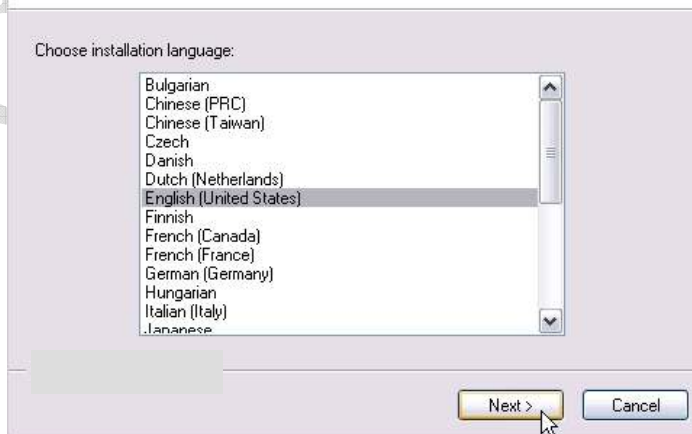 Choose installation language:
Bulgarian
Chinese (PRC)
Chinese (Taiwan)
Czech
Danish
Dutch (Netherlands)
English (United States)
Finnish
French (Canada)
French (France)
German (Germany)
Hungarian
Italian (Italy)
Japanese
Next > Cancel